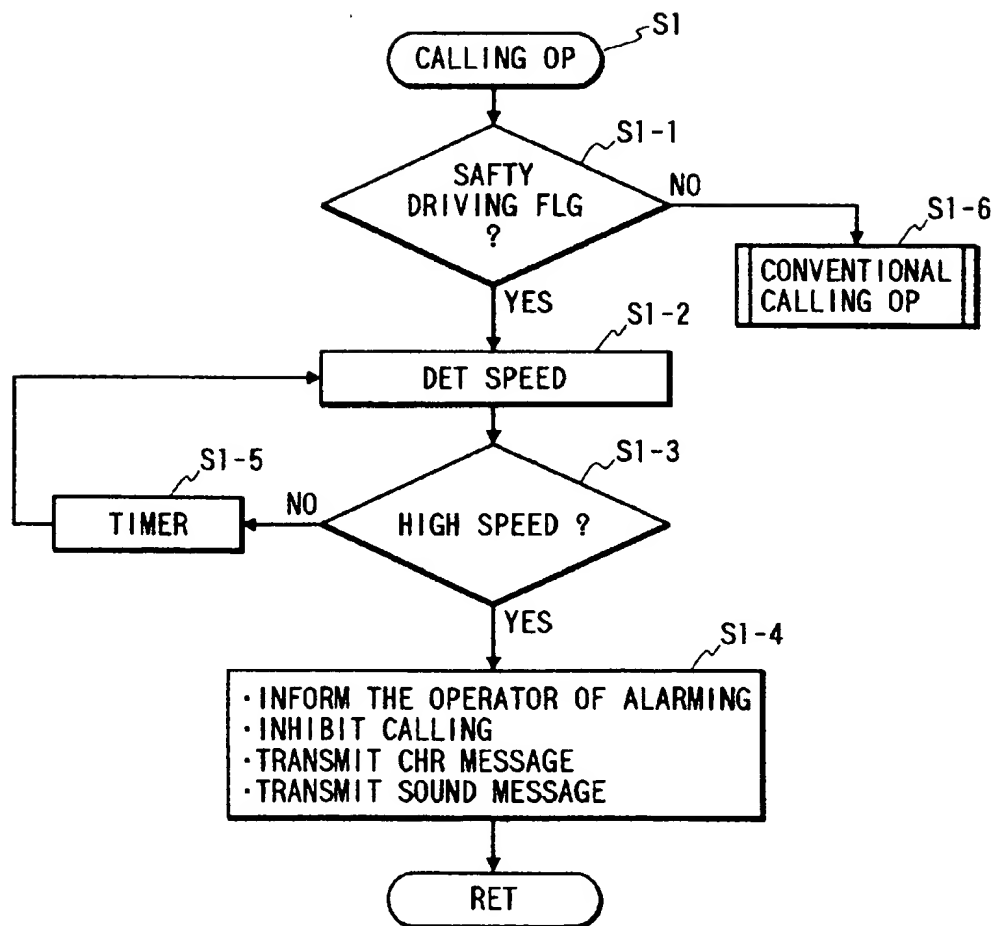 S1
CALLING OP
S1-1
SAFTY
DRIVING FLG
?
NO
S1-6
CONVENTIONAL
CALLING OP
YES
S1-2
DET SPEED
S1-3
S1-5
NO
TIMER
HIGH SPEED ?
YES
S1-4
·INFORM THE OPERATOR OF ALARMING
·INHIBIT CALLING
·TRANSMIT CHR MESSAGE
·TRANSMIT SOUND MESSAGE
RET